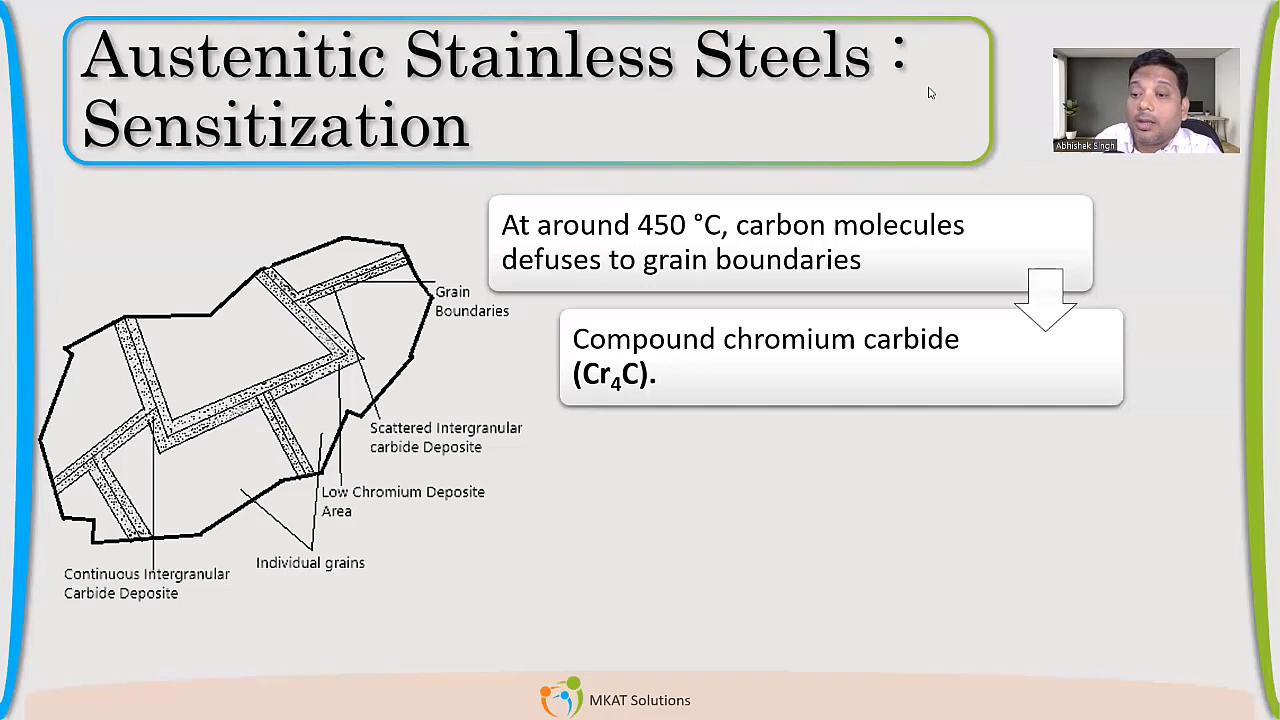 Austenitic Stainless Steels :
Sensitization
Abhishek Singh
At around 450 °C, carbon molecules
defuses to grain boundaries
Compound chromium carbide
(Cr₄C).
Grain
Boundaries
Scattered Intergranular
carbide Deposite
Low Chromium Deposite
Area
Individual grains
Continuous Intergranular
Carbide Deposite
MKAT Solutions